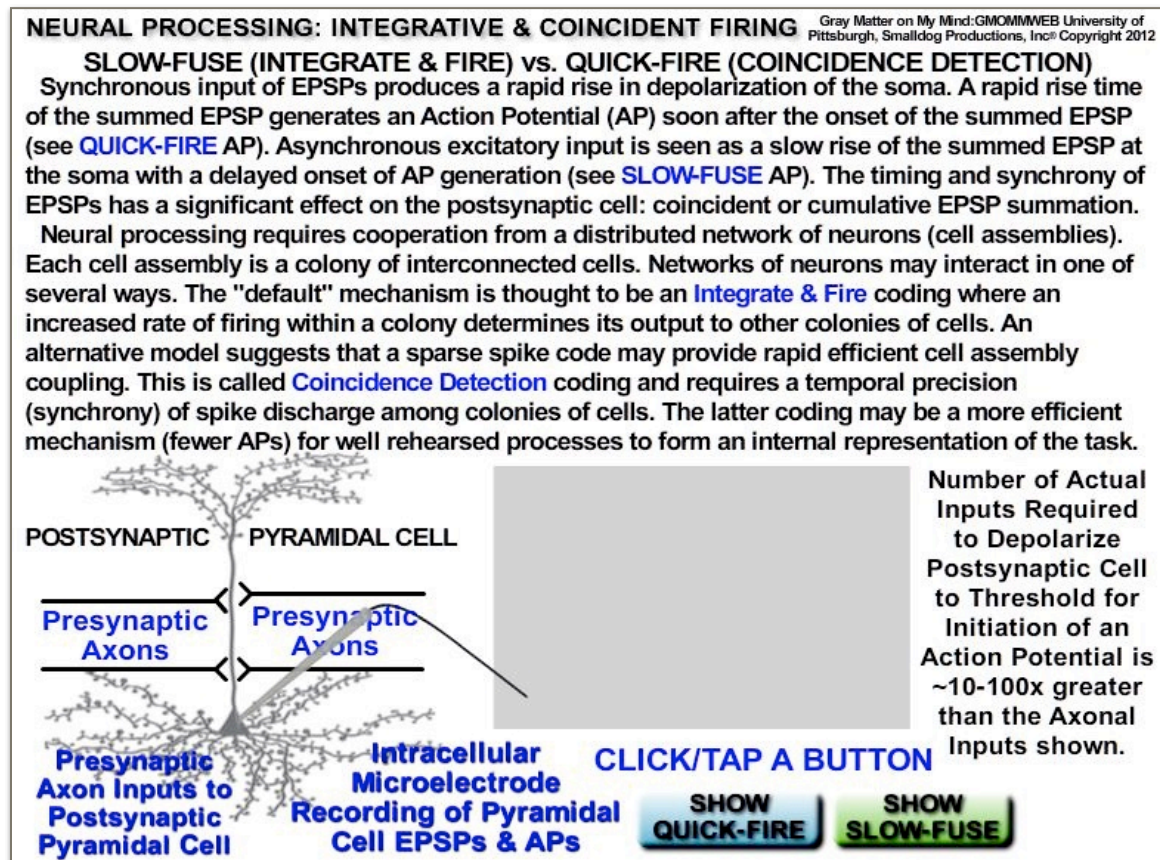 NEURAL PROCESSING: INTEGRATIVE & COINCIDENT FIRING
Gray Matter on My Mind:GMOMMWEB University of
Pittsburgh, Smalldog Productions, Inc® Copyright 2012
SLOW-FUSE (INTEGRATE & FIRE) vs. QUICK-FIRE (COINCIDENCE DETECTION)
Synchronous input of EPSPs produces a rapid rise in depolarization of the soma. A rapid rise time
of the summed EPSP generates an Action Potential (AP) soon after the onset of the summed EPSP
(see QUICK-FIRE AP). Asynchronous excitatory input is seen as a slow rise of the summed EPSP at
the soma with a delayed onset of AP generation (see SLOW-FUSE AP). The timing and synchrony of
EPSPs has a significant effect on the postsynaptic cell: coincident or cumulative EPSP summation.
Neural processing requires cooperation from a distributed network of neurons (cell assemblies).
Each cell assembly is a colony of interconnected cells. Networks of neurons may interact in one of
several ways. The "default" mechanism is thought to be an Integrate & Fire coding where an
increased rate of firing within a colony determines its output to other colonies of cells. An
alternative model suggests that a sparse spike code may provide rapid efficient cell assembly
coupling. This is called Coincidence Detection coding and requires a temporal precision
(synchrony) of spike discharge among colonies of cells. The latter coding may be a more efficient
mechanism (fewer APs) for well rehearsed processes to form an internal representation of the task.
POSTSYNAPTIC PYRAMIDAL CELL
Presynaptic
Axons
Presynaptic
Axons
Presynaptic
Axon Inputs to
Postsynaptic
Pyramidal Cell
Intracellular
Microelectrode
Recording of Pyramidal
Cell EPSPs & APs
Number of Actual
Inputs Required
to Depolarize
Postsynaptic Cell
to Threshold for
Initiation of an
Action Potential is
~10-100x greater
than the Axonal
Inputs shown.
CLICK/TAP A BUTTON
SHOW
QUICK-FIRE
SHOW
SLOW-FUSE